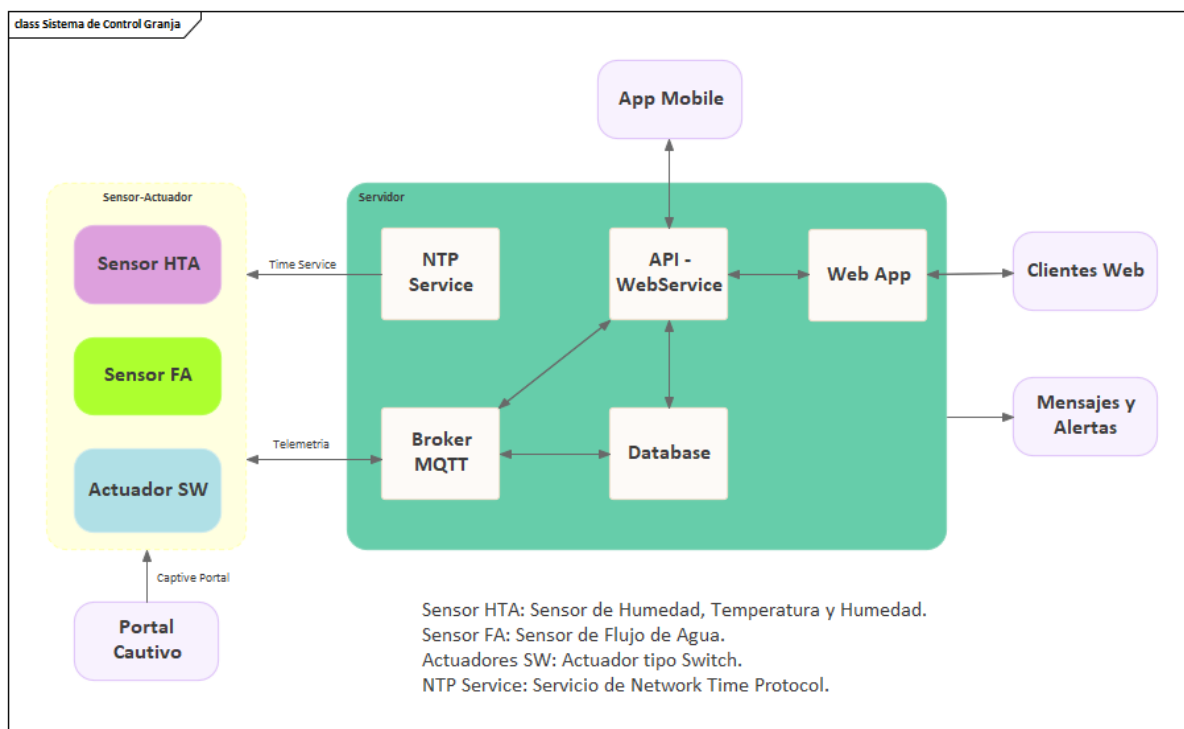 class Sistema de Control Granja
App Mobile
Sensor-Actuador
Servidor
Sensor HTA
Time Service
NTP
Service
API -
WebService
Web App
Clientes Web
Sensor FA
Mensajes y
Alertas
Telemetria
Broker
MQTT
Database
Actuador SW
Captive Portal
Portal
Cautivo
Sensor HTA: Sensor de Humedad, Temperatura y Humedad.
Sensor FA: Sensor de Flujo de Agua.
Actuadores SW: Actuador tipo Switch.
NTP Service: Servicio de Network Time Protocol.